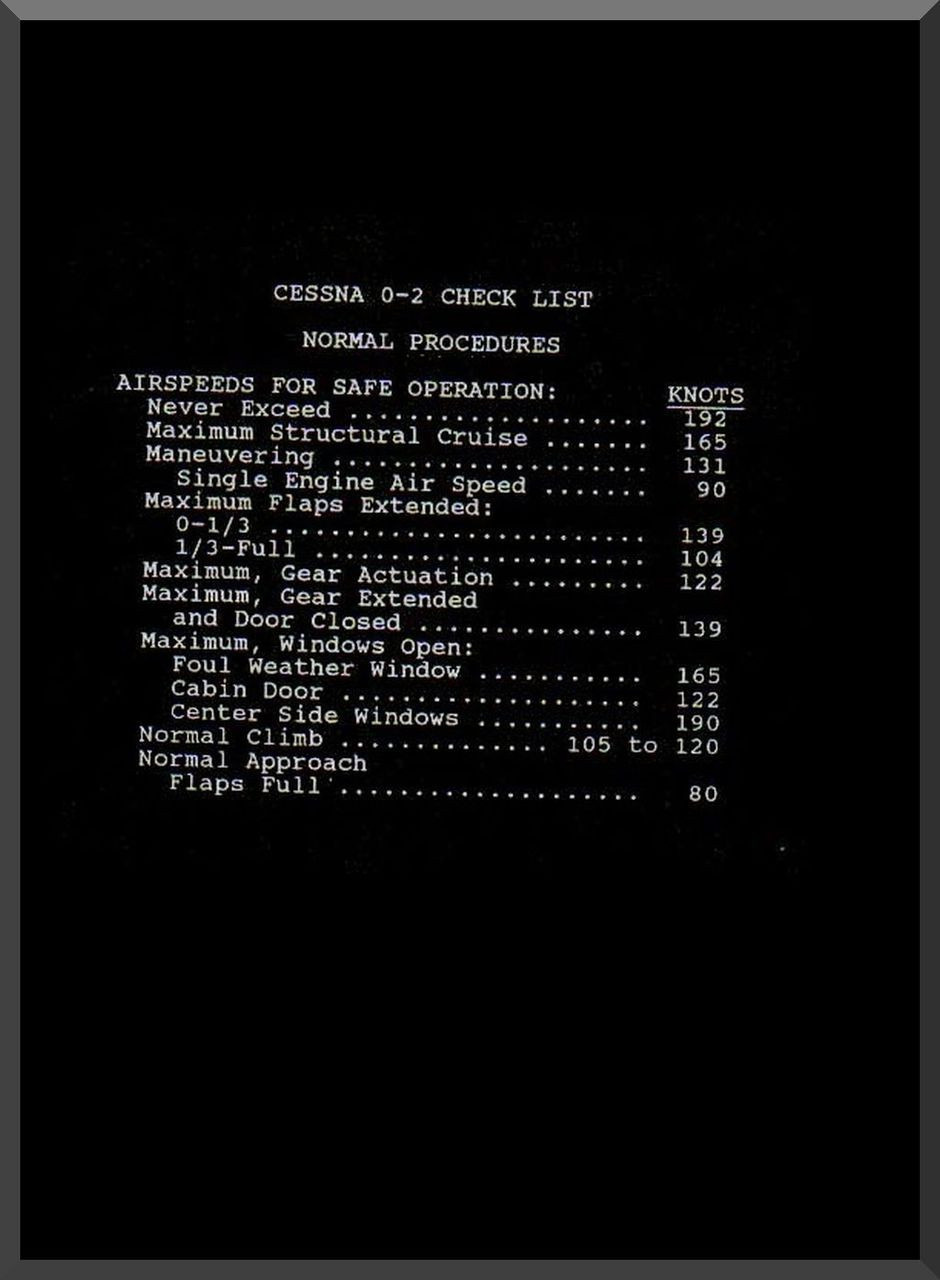 CESSNA 0-2 CHECK LIST
NORMAL PROCEDURES
AIRSPEEDS FOR SAFE OPERATION: KNOTS
Never Exceed .................... 192
Maximum Structural Cruise ....... 165
Maneuvering ..................... 131
Single Engine Air Speed ....... 90
Maximum Flaps Extended:
0-1/3 ......................... 139
1/3-Full ...................... 104
Maximum, Gear Actuation ......... 122
Maximum, Gear Extended
and Door Closed ............... 139
Maximum, Windows Open:
Foul Weather Window ........... 165
Cabin Door .................... 122
Center Side Windows ........... 190
Normal Climb .............. 105 to 120
Normal Approach
Flaps Full .................... 80